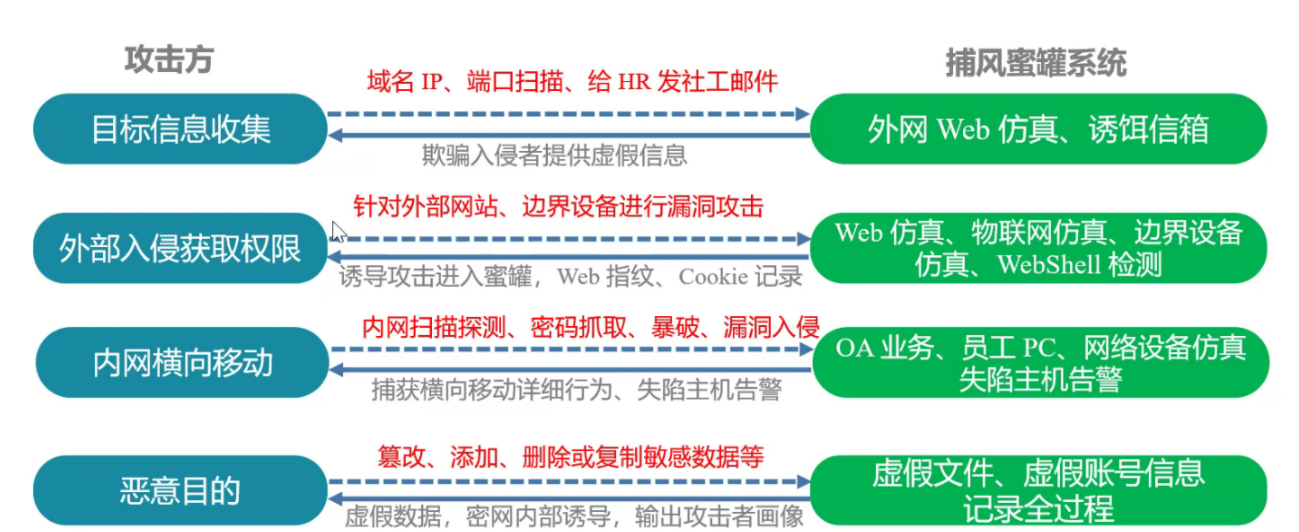 攻击方
捕风蜜罐系统
域名 IP、端口扫描、给 HR 发社工邮件
目标信息收集
外网 Web 仿真、诱饵信箱
欺骗入侵者提供虚假信息
针对外部网站、边界设备进行漏洞攻击
外部入侵获取权限
Web 仿真、物联网仿真、边界设备
仿真、WebShell 检测
诱导攻击进入蜜罐，Web 指纹、Cookie 记录
内网扫描探测、密码抓取、暴破、漏洞入侵
内网横向移动
OA 业务、员工 PC、网络设备仿真
失陷主机告警
捕获横向移动详细行为、失陷主机告警
篡改、添加、删除或复制敏感数据等
恶意目的
虚假文件、虚假账号信息
记录全过程
虚假数据，密网内部诱导，输出攻击者画像